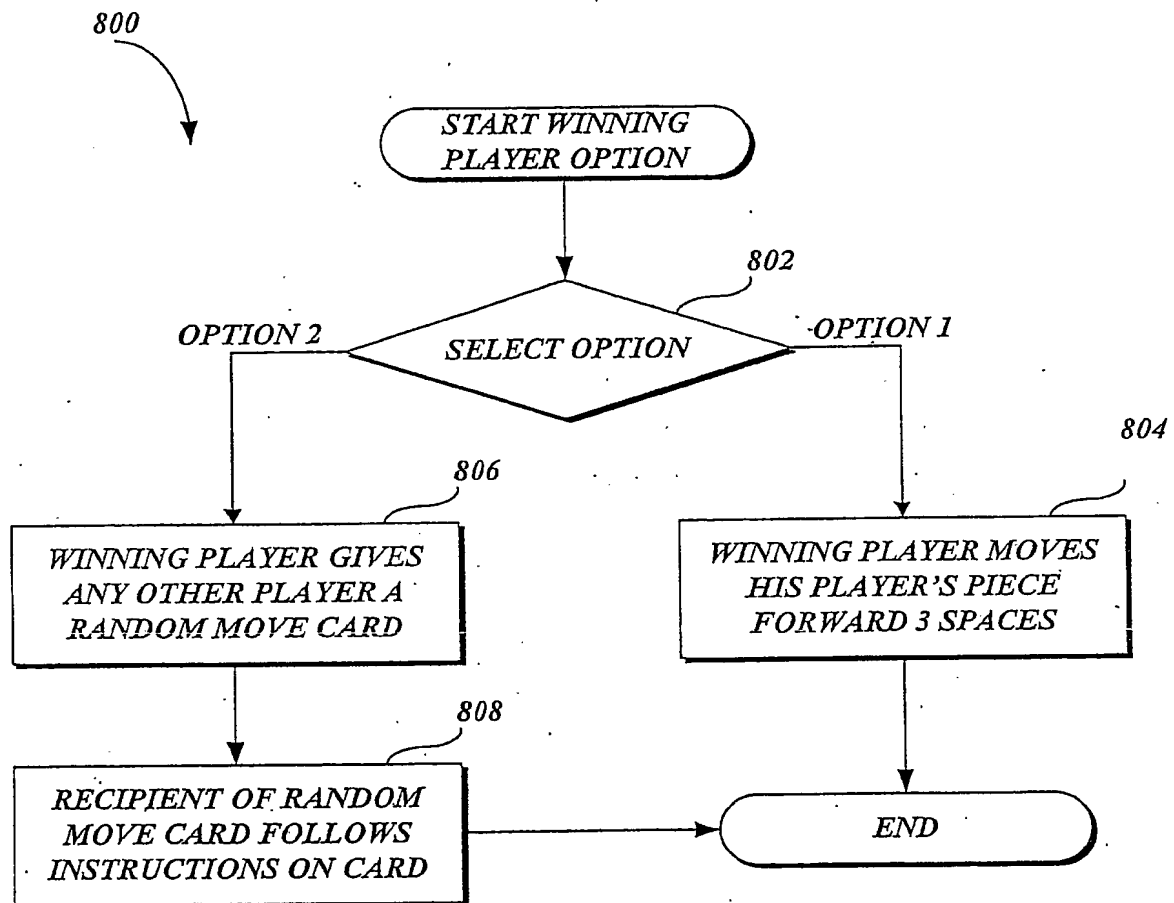 800
START WINNING
PLAYER OPTION
802
OPTION 2
SELECT OPTION
OPTION 1
806
804
WINNING PLAYER GIVES
ANY OTHER PLAYER A
RANDOM MOVE CARD
WINNING PLAYER MOVES
HIS PLAYER'S PIECE
FORWARD 3 SPACES
808
RECIPIENT OF RANDOM
MOVE CARD FOLLOWS
INSTRUCTIONS ON CARD
END